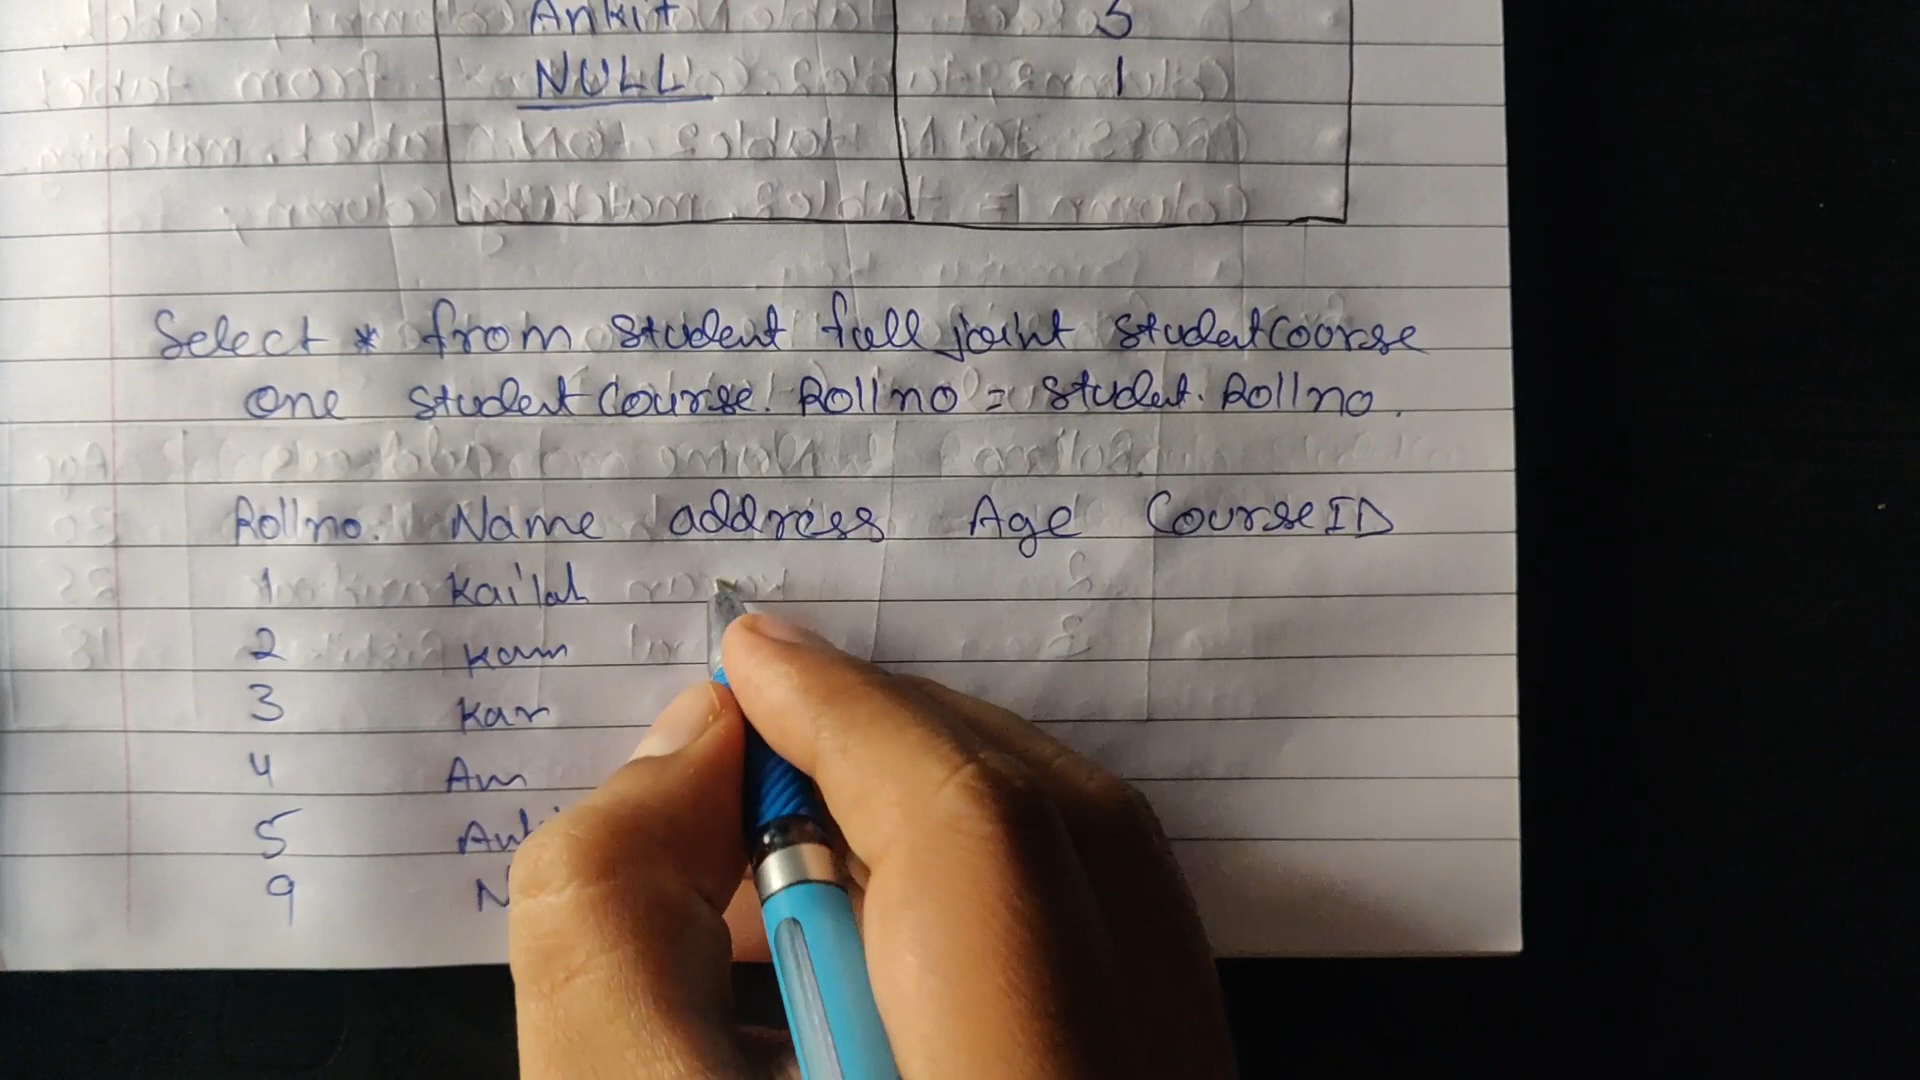 Ankit 5
NULL 1
Select * from student full joint studentCourse
One studentCourse. Rollno = student. Rollno.
Rollno. Name address Age CourseID
1 Kailah
2 Kam
3 Kar
4 Am
5
9 N